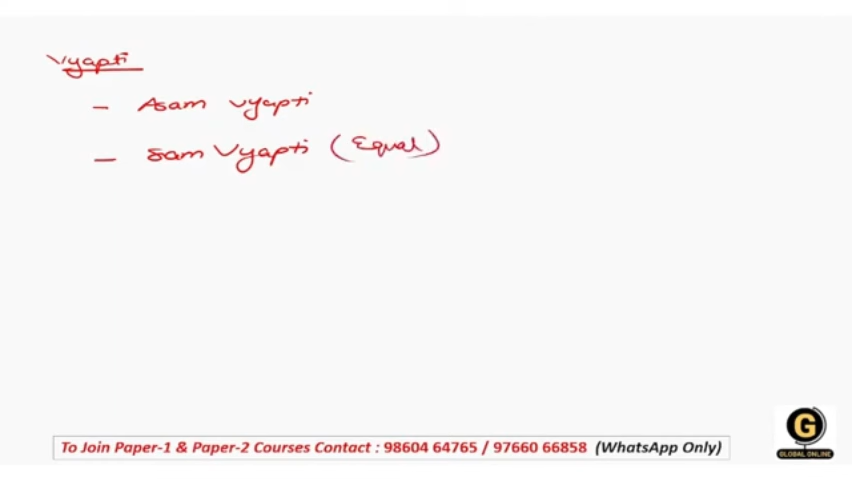 Vyapti
- Asam vyapti
- Sam Vyapti (Equal)
To Join Paper-1 & Paper-2 Courses Contact : 98604 64765 / 97660 66858 (WhatsApp Only)
G
GLOBAL ONLINE